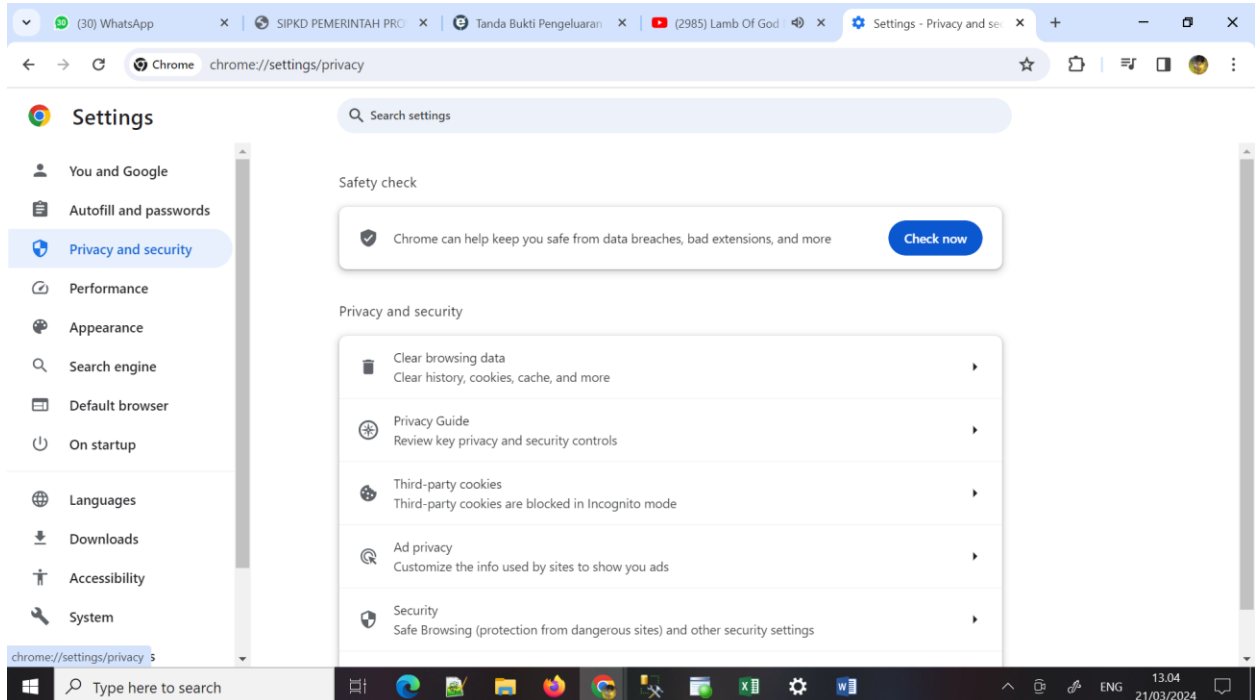 (30) WhatsApp
SIPKD PEMERINTAH PRO
Tanda Bukti Pengeluaran
(2985) Lamb Of God
Settings - Privacy and sec
Chrome
chrome://settings/privacy
Settings
Search settings
You and Google
Autofill and passwords
Privacy and security
Performance
Appearance
Search engine
Default browser
On startup
Languages
Downloads
Accessibility
System
Safety check
Chrome can help keep you safe from data breaches, bad extensions, and more
Check now
Privacy and security
Clear browsing data
Clear history, cookies, cache, and more
Privacy Guide
Review key privacy and security controls
Third-party cookies
Third-party cookies are blocked in Incognito mode
Ad privacy
Customize the info used by sites to show you ads
Security
Safe Browsing (protection from dangerous sites) and other security settings
chrome://settings/privacy
Type here to search
ENG
13.04
21/03/2024